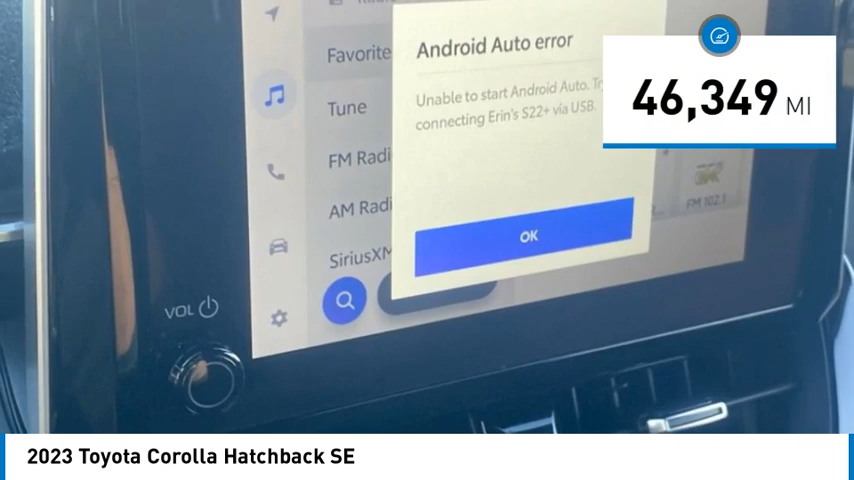 Favorite
Tune
FM Radi
AM Radi
SiriusXM
Android Auto error
Unable to start Android Auto.
connecting Erin's S22+ via USB.
OK
FM 102.1
VOL
46,349 MI
2023 Toyota Corolla Hatchback SE